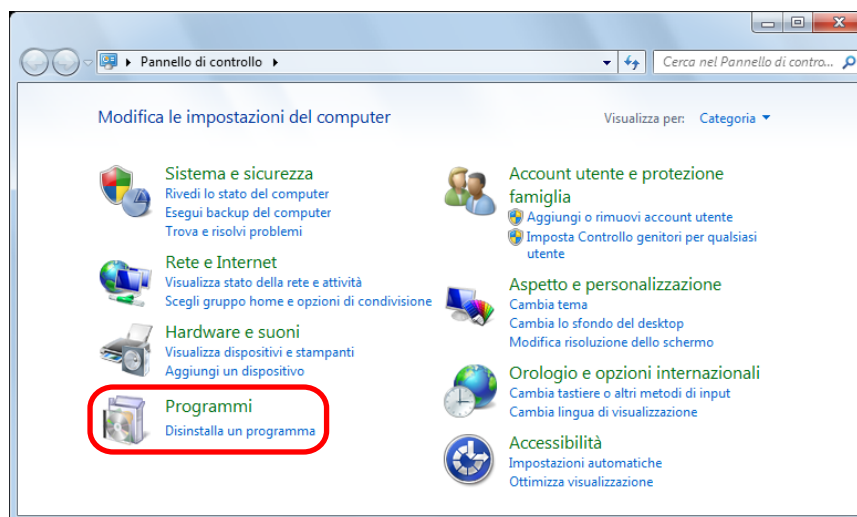 Pannello di controllo
Cerca nel Pannello di contro...
Modifica le impostazioni del computer
Visualizza per: Categoria
Sistema e sicurezza
Rivedi lo stato del computer
Esegui backup del computer
Trova e risolvi problemi
Rete e Internet
Visualizza stato della rete e attività
Scegli gruppo home e opzioni di condivisione
Hardware e suoni
Visualizza dispositivi e stampanti
Aggiungi un dispositivo
Programmi
Disinstalla un programma
Account utente e protezione
famiglia
Aggiungi o rimuovi account utente
Imposta Controllo genitori per qualsiasi
utente
Aspetto e personalizzazione
Cambia tema
Cambia lo sfondo del desktop
Modifica risoluzione dello schermo
Orologio e opzioni internazionali
Cambia tastiere o altri metodi di input
Cambia lingua di visualizzazione
Accessibilità
Impostazioni automatiche
Ottimizza visualizzazione